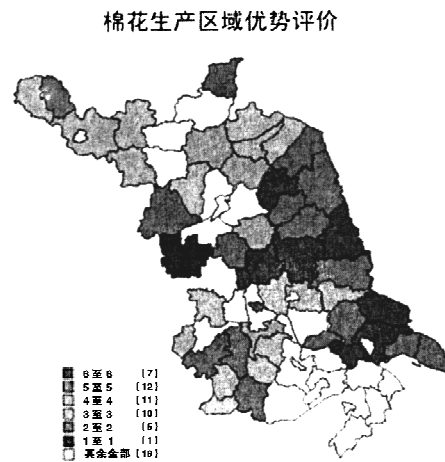 棉花生产区域优势评价
6 至 6 (7)
5 至 5 (12)
4 至 4 (11)
3 至 3 (10)
2 至 2 (5)
1 至 1 (1)
其余全部 (18)